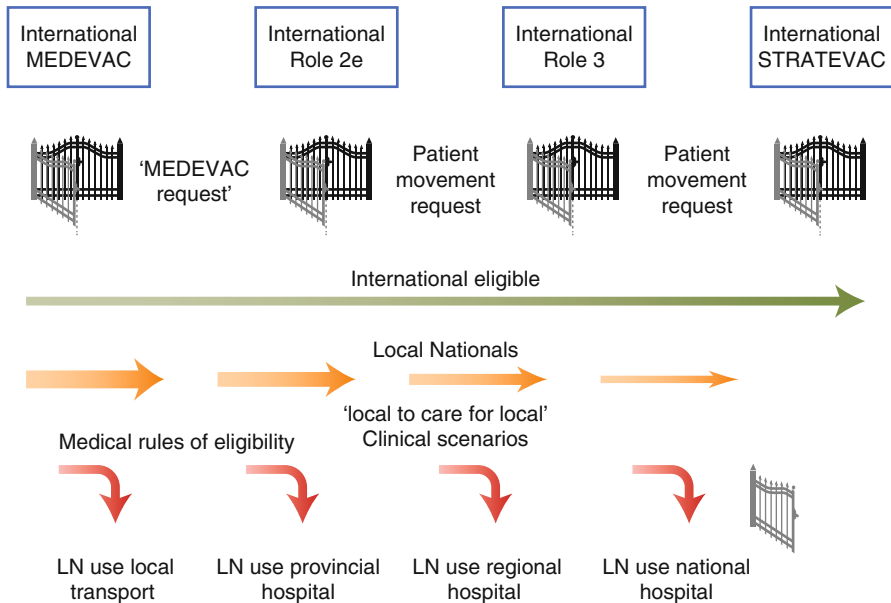 International
MEDEVAC
International
Role 2e
International
Role 3
International
STRATEVAC
‘MEDEVAC
request’
Patient
movement
request
Patient
movement
request
International eligible
Local Nationals
‘local to care for local’
Clinical scenarios
Medical rules of eligibility
LN use local
transport
LN use provincial
hospital
LN use regional
hospital
LN use national
hospital